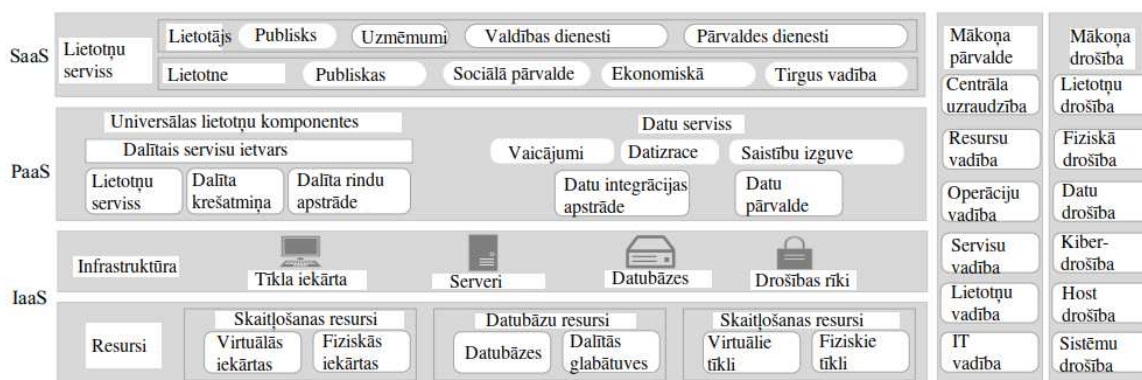 SaaS
Lietotņu
serviss
Lietotājs Publisks Uzmēmumi Valdības dienesti Pārvaldes dienesti
Lietotne Publiskas Sociālā pārvalde Ekonomiskā Tirgus vadība
PaaS
Universālas lietotņu komponentes
Dalītais servisu ietvars
Lietotņu
serviss
Dalīta
krešatmiņa
Dalīta rindu
apstrāde
Datu serviss
Vaicājumi Datizrace Saistību izguve
Datu integrācijas
apstrāde
Datu
pārvalde
IaaS
Infrastruktūra
Tīkla iekārta Serveri Datubāzes Drošības rīki
Resursi
Skaitļošanas resursi
Virtuālās
iekārtas
Fiziskās
iekārtas
Datubāzu resursi
Datubāzes
Dalītās
glabātuves
Skaitļošanas resursi
Virtuālie
tīkli
Fiziskie
tīkli
Mākoņa
pārvalde
Centrāla
uzraudzība
Resursu
vadība
Operāciju
vadība
Servisu
vadība
Lietotņu
vadība
IT
vadība
Mākoņa
drošība
Lietotņu
drošība
Fiziskā
drošība
Datu
drošība
Kiber-
drošība
Host
drošība
Sistēmu
drošība